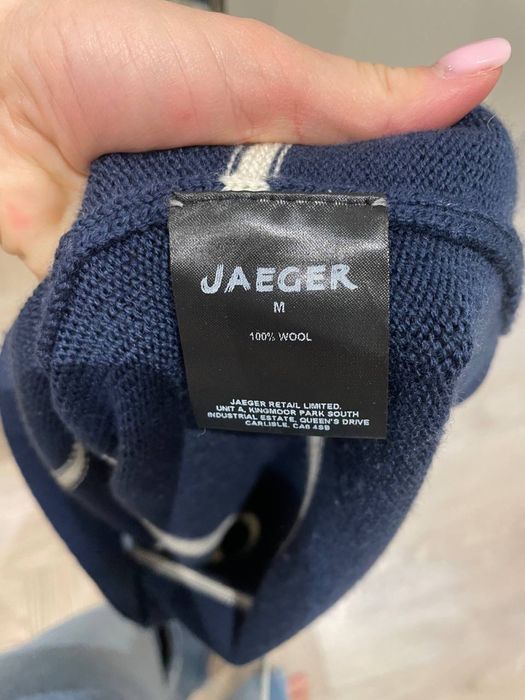 JAEGER
M
100% WOOL
JAEGER RETAIL LIMITED.
UNIT A, KINGMOOR PARK SOUTH
INDUSTRIAL ESTATE, QUEEN'S DRIVE
CARLISLE. CA6 4SB